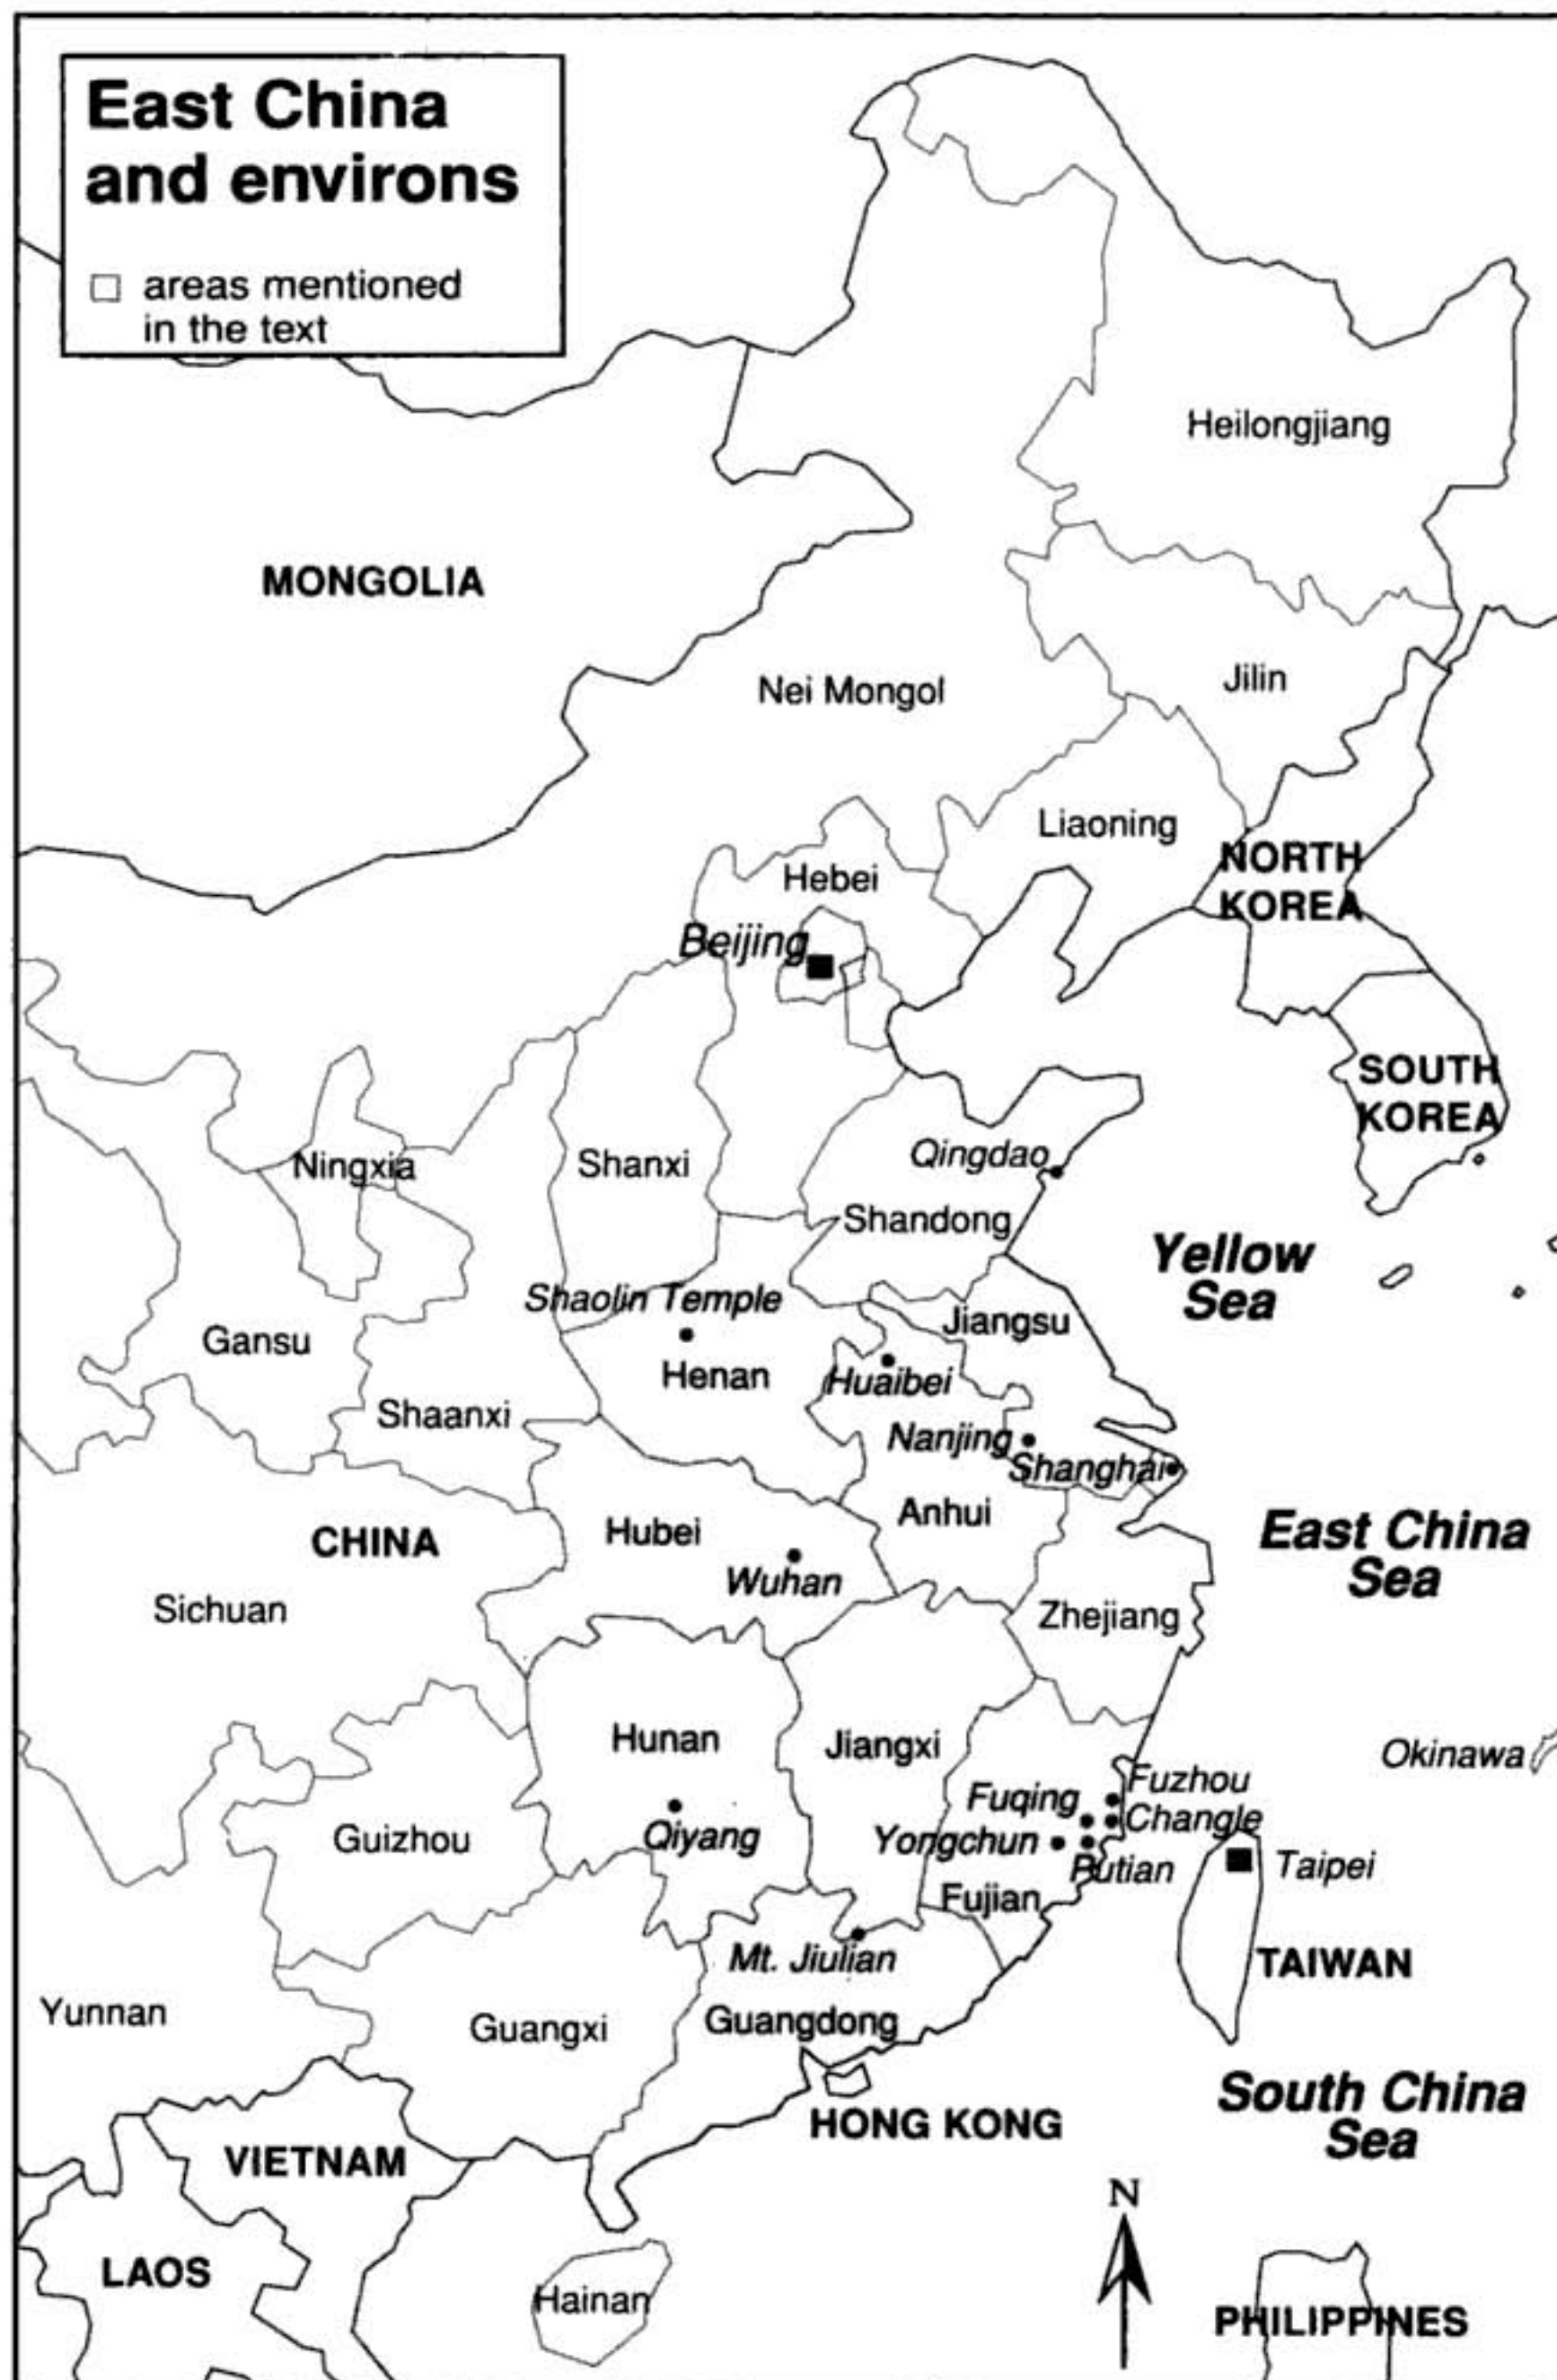 East China
and environs
areas mentioned
in the text
Heilongjiang
MONGOLIA
Nei Mongol
Jilin
Liaoning
NORTH
KOREA
Hebei
Beijing
SOUTH
KOREA
Ningxia
Shanxi
Qingdao
Shandong
Yellow
Sea
Shaolin Temple
Jiangsu
Gansu
Henan
Huaibei
Shaanxi
Nanjing
Shanghai
Anhui
CHINA
Hubei
East China
Sea
Wuhan
Sichuan
Zhejiang
Hunan
Jiangxi
Okinawa
Fuzhou
Fuqing
Changle
Guizhou
Qiyang
Yongchun
Putian
Taipei
Fujian
Mt. Jiulian
TAIWAN
Yunnan
Guangxi
Guangdong
South China
Sea
HONG KONG
VIETNAM
N
LAOS
Hainan
PHILIPPINES